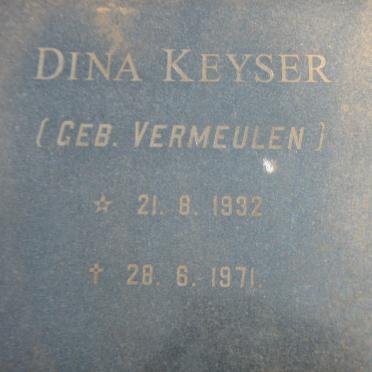 DINA KEYSER
(GEB. VERMEULEN)
☆ 21. 8. 1932
✝ 28. 6. 1971.